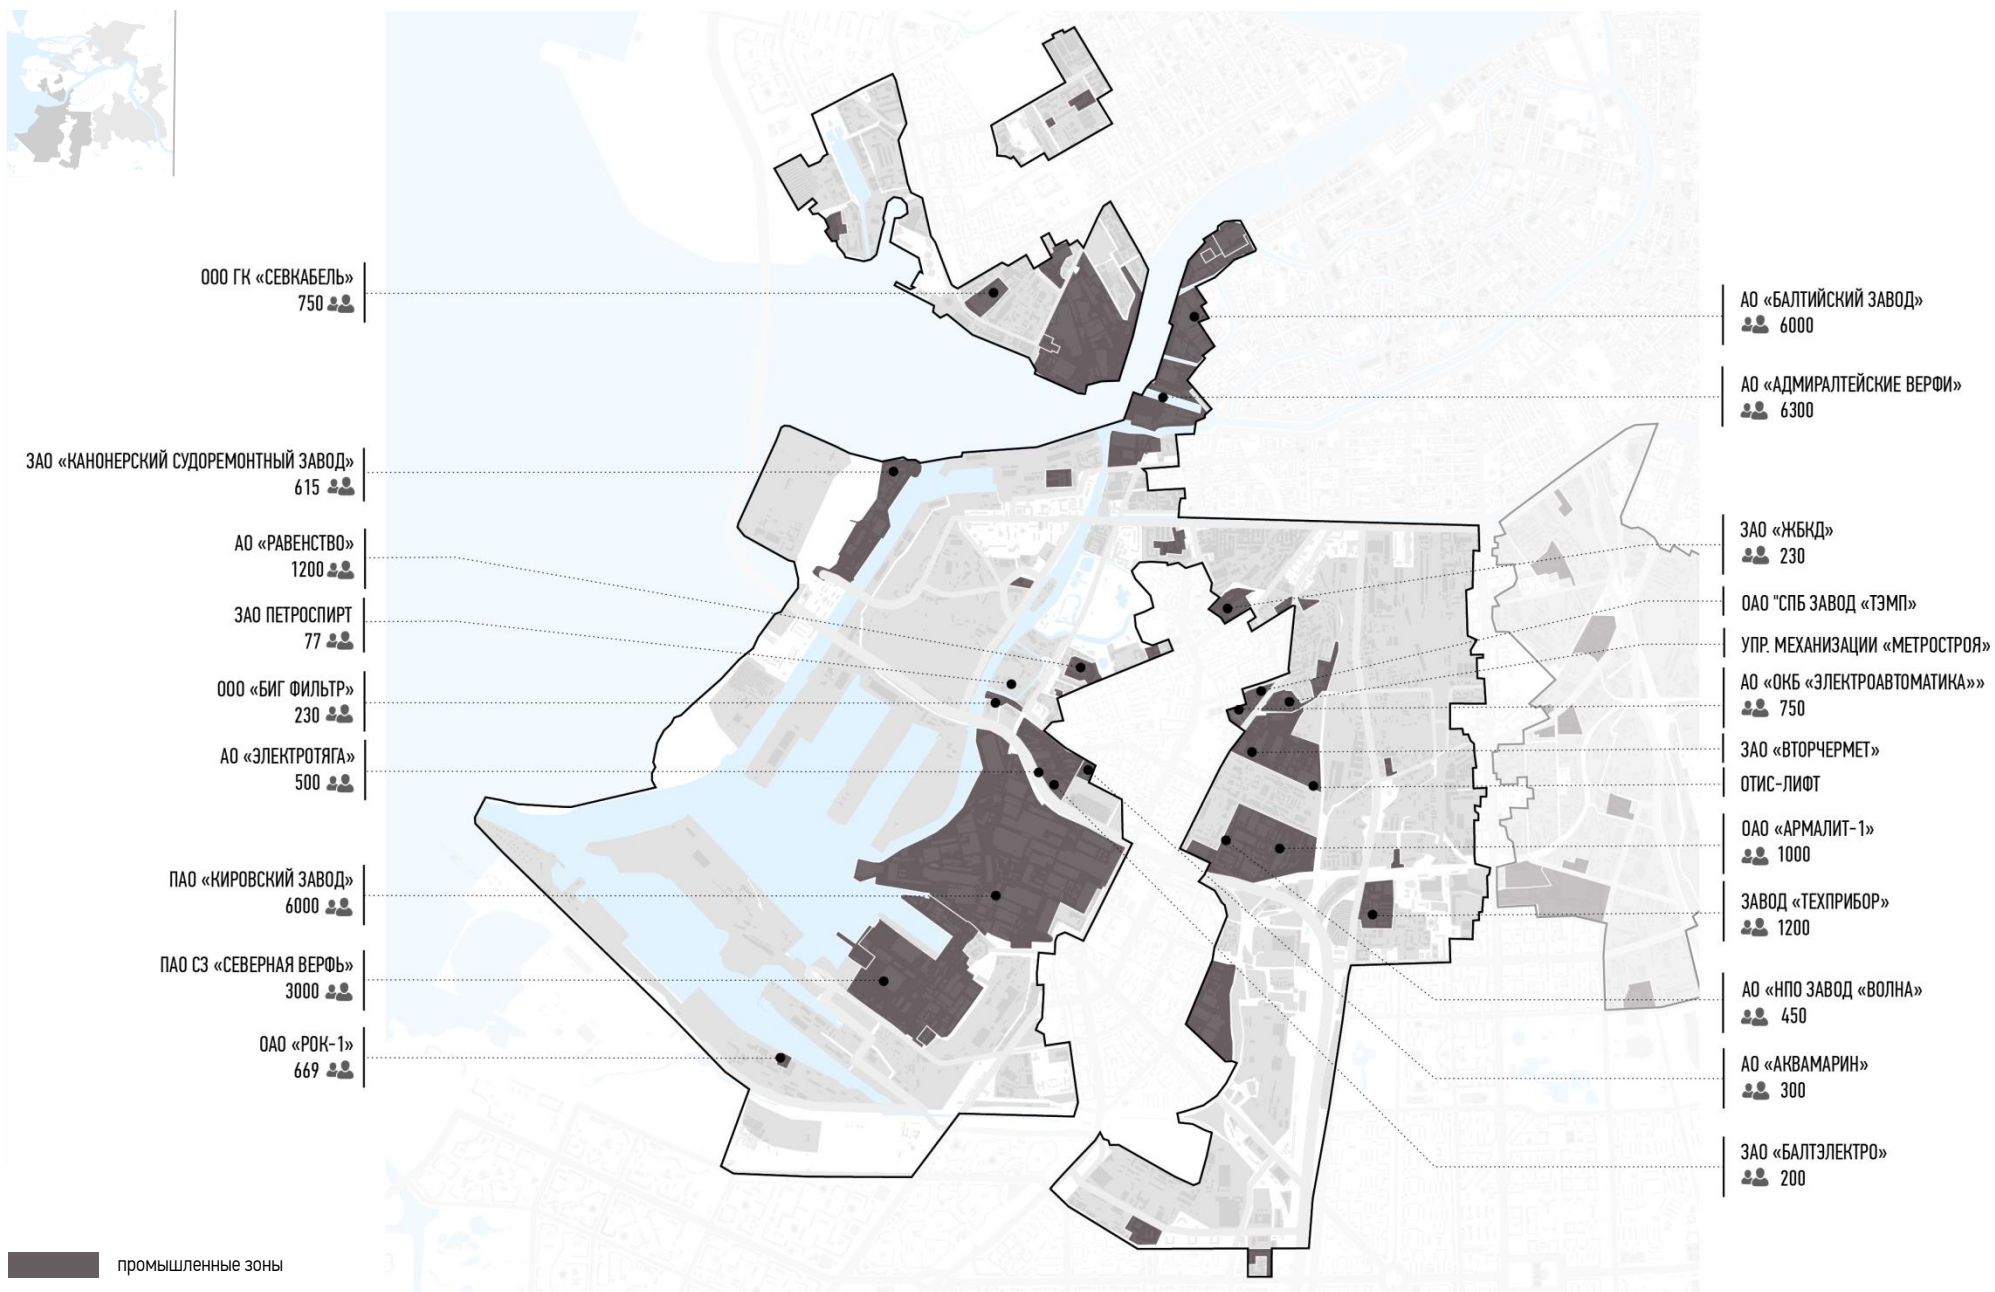 ООО ГК «СЕВКАБЕЛЬ»
750
ЗАО «КАНОНЕРСКИЙ СУДОРЕМОНТНЫЙ ЗАВОД»
615
АО «РАВЕНСТВО»
1200
ЗАО ПЕТРОСПИРТ
77
ООО «БИГ ФИЛЬТР»
230
АО «ЭЛЕКТРОТЯГА»
500
ПАО «КИРОВСКИЙ ЗАВОД»
6000
ПАО СЗ «СЕВЕРНАЯ ВЕРФЬ»
3000
ОАО «РОК-1»
669
АО «БАЛТИЙСКИЙ ЗАВОД»
6000
АО «АДМИРАЛТЕЙСКИЕ ВЕРФИ»
6300
ЗАО «ЖБКД»
230
ОАО "СПБ ЗАВОД «ТЭМП»
УПР. МЕХАНИЗАЦИИ «МЕТРОСТРОЯ»
АО «ОКБ «ЭЛЕКТРОАВТОМАТИКА»»
750
ЗАО «ВТОРЧЕРМЕТ»
ОТИС-ЛИФТ
ОАО «АРМАЛИТ-1»
1000
ЗАВОД «ТЕХПРИБОР»
1200
АО «НПО ЗАВОД «ВОЛНА»
450
АО «АКВАМАРИН»
300
ЗАО «БАЛТЭЛЕКТРО»
200
промышленные зоны